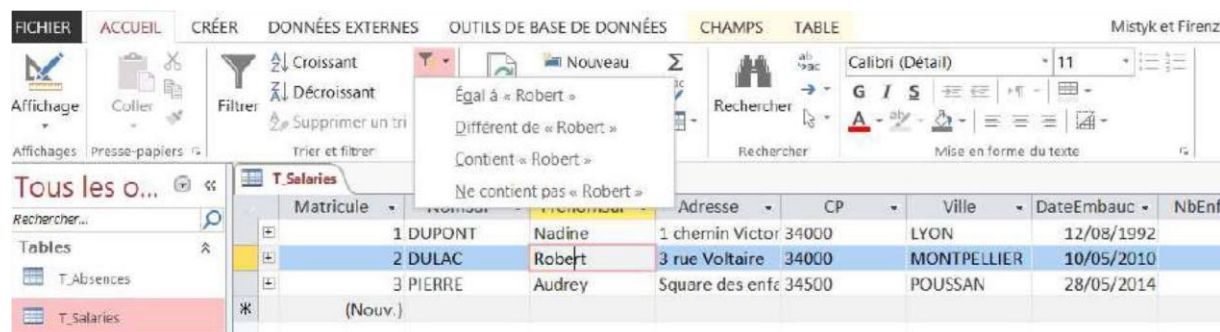 FICHIER ACCUEIL CRÉER DONNÉES EXTERNES OUTILS DE BASE DE DONNÉES CHAMPS TABLE Mistyk et Firenz
Affichage
Coller
Filtrer
Croissant
Décroissant
Supprimer un tri
Nouveau
Rechercher
Calibri (Détail) 11
G I S
A
Égal à « Robert »
Différent de « Robert »
Contient « Robert »
Ne contient pas « Robert »
Affichages Presse-papiers Trier et filtrer Rechercher Mise en forme du texte
Tous les o...
Rechercher...
Tables
T_Absences
T_Salaries
T_Salaries
Matricule Adresse CP Ville DateEmbauc NbEnf
1 DUPONT Nadine 1 chemin Victor 34000 LYON 12/08/1992
2 DULAC Robert 3 rue Voltaire 34000 MONTPELLIER 10/05/2010
3 PIERRE Audrey Square des enfa 34500 POUSSAN 28/05/2014
(Nouv.)